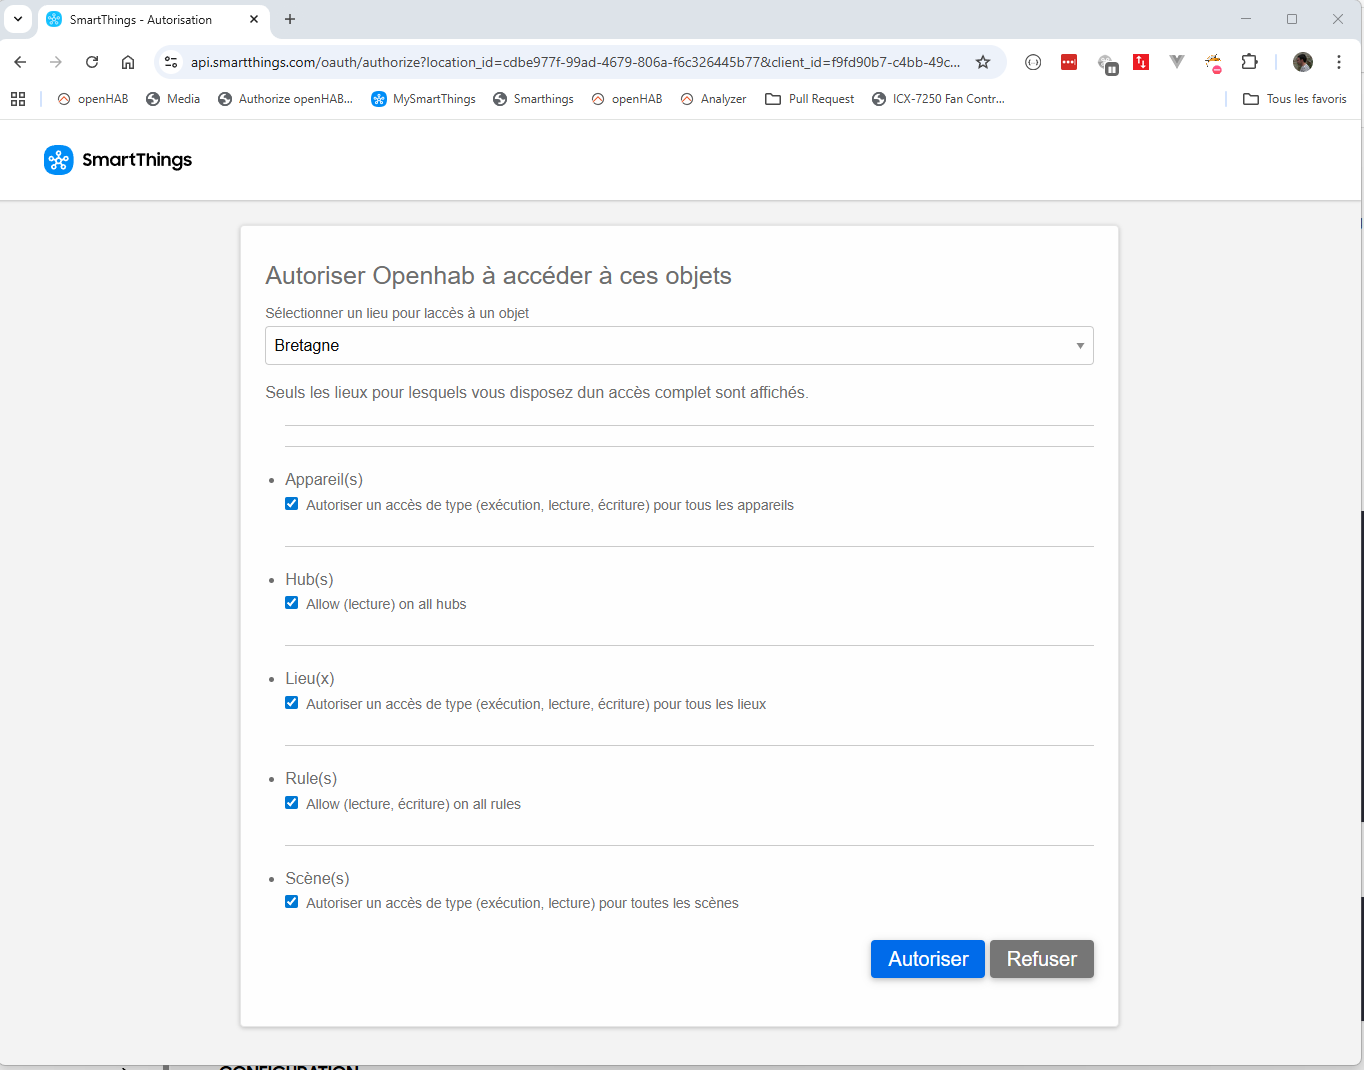 SmartThings - Autorisation
api.smartthings.com/oauth/authorize?location_id=cdbe977f-99ad-4679-806a-f6c326445b77&client_id=f9fd90b7-c4bb-49c...
openHAB
Media
Authorize openHAB...
MySmartThings
Smarthings
openHAB
Analyzer
Pull Request
ICX-7250 Fan Contr...
Tous les favoris
SmartThings
Autoriser Openhab à accéder à ces objets
Sélectionner un lieu pour laccès à un objet
Bretagne
Seuls les lieux pour lesquels vous disposez dun accès complet sont affichés.
Appareil(s)
Autoriser un accès de type (exécution, lecture, écriture) pour tous les appareils
Hub(s)
Allow (lecture) on all hubs
Lieu(x)
Autoriser un accès de type (exécution, lecture, écriture) pour tous les lieux
Rule(s)
Allow (lecture, écriture) on all rules
Scène(s)
Autoriser un accès de type (exécution, lecture) pour toutes les scènes
Autoriser
Refuser
CONFIGURATION